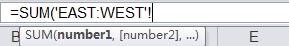 =SUM('EAST:WEST'!
SUM(number1, [number2], ...)
B
E